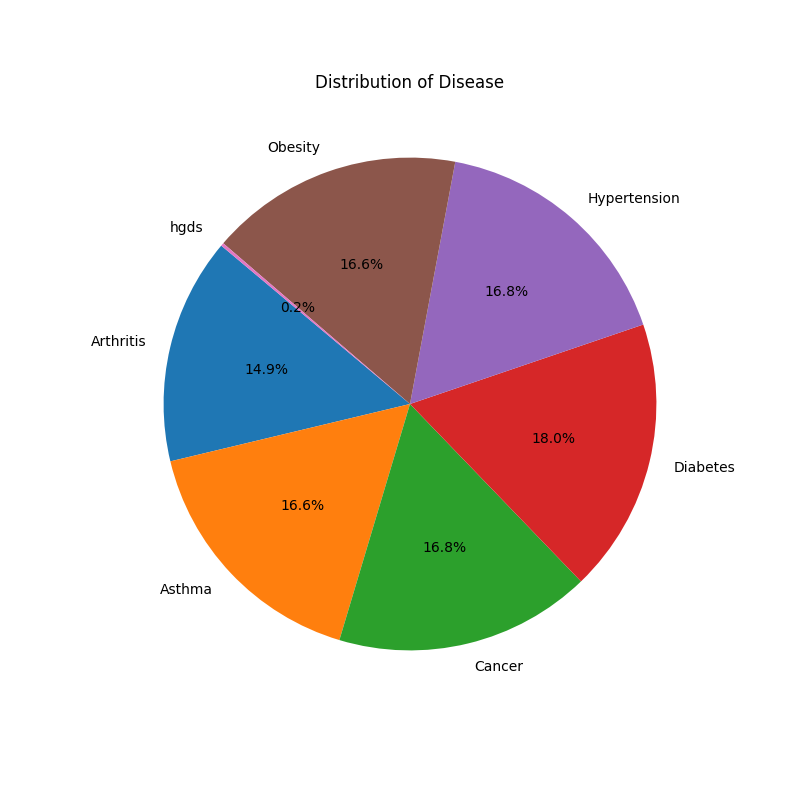 Distribution of Disease
Obesity
Hypertension
hgds
16.6%
16.8%
0.2%
Arthritis
14.9%
18.0%
Diabetes
16.6%
16.8%
Asthma
Cancer